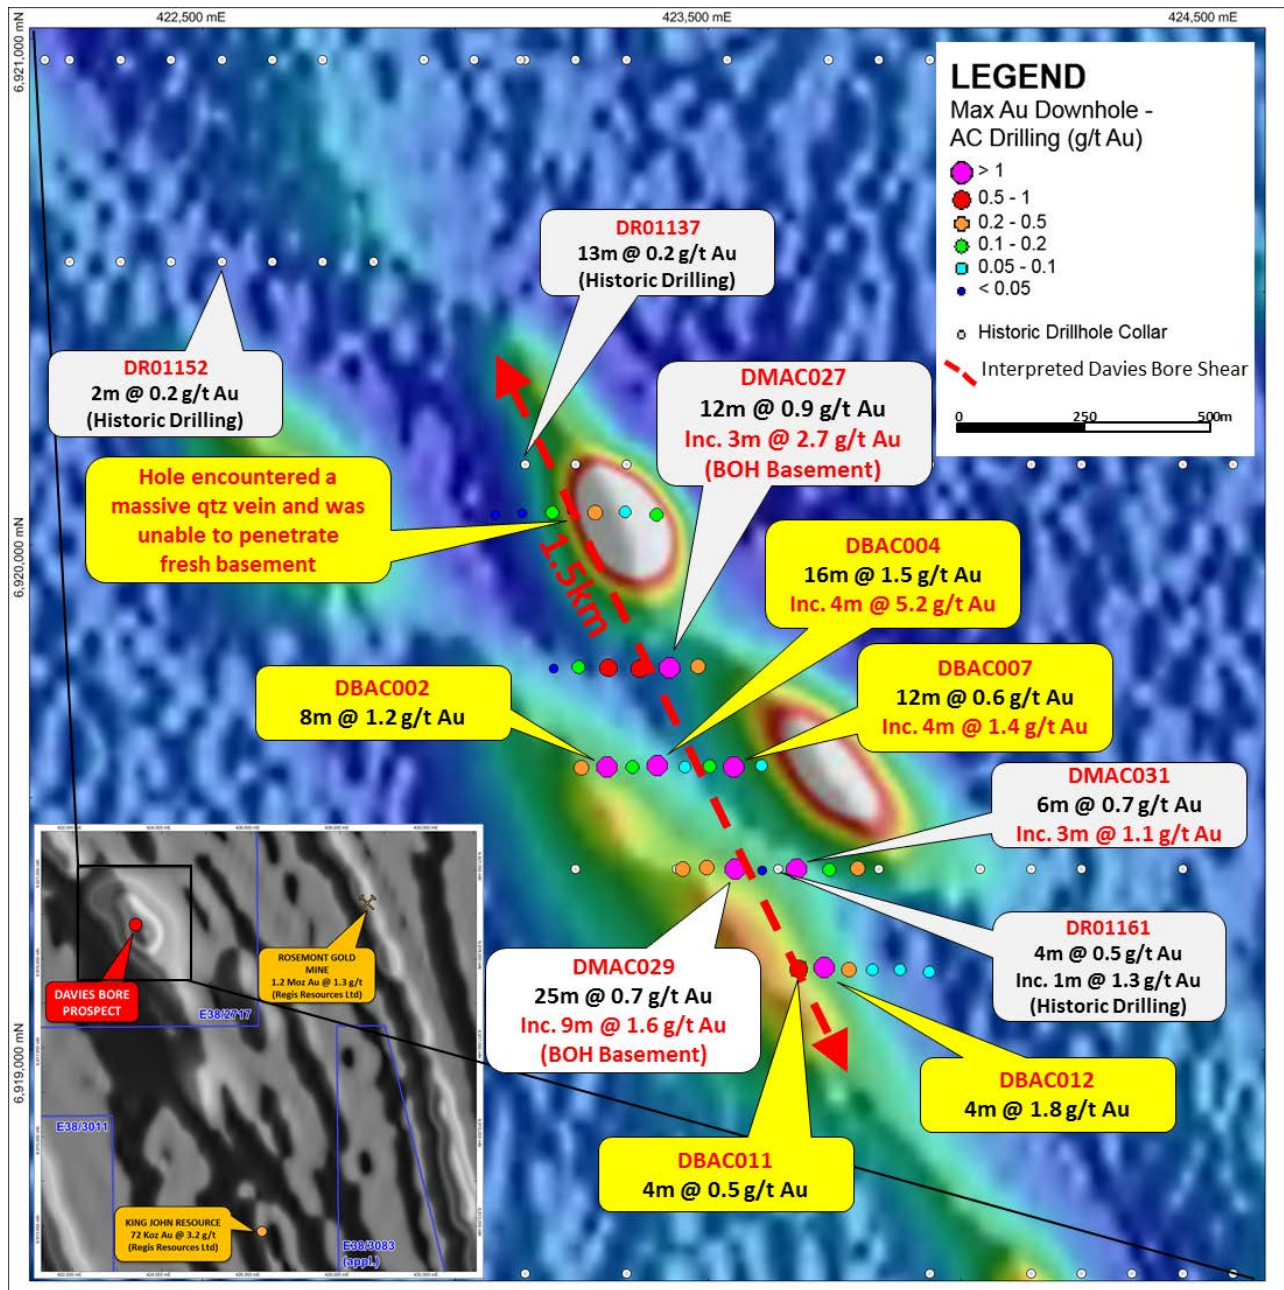 422,500 mE
423,500 mE
424,500 mE
6,921,000 mN
6,920,000 mN
6,919,000 mN
LEGEND
Max Au Downhole -
AC Drilling (g/t Au)
> 1
0.5 - 1
0.2 - 0.5
0.1 - 0.2
0.05 - 0.1
< 0.05
Historic Drillhole Collar
Interpreted Davies Bore Shear
0
250
500m
DR01137
13m @ 0.2 g/t Au
(Historic Drilling)
DR01152
2m @ 0.2 g/t Au
(Historic Drilling)
DMAC027
12m @ 0.9 g/t Au
Inc. 3m @ 2.7 g/t Au
(BOH Basement)
Hole encountered a
massive qtz vein and was
unable to penetrate
fresh basement
1.5km
DBAC004
16m @ 1.5 g/t Au
Inc. 4m @ 5.2 g/t Au
DBAC002
8m @ 1.2 g/t Au
DBAC007
12m @ 0.6 g/t Au
Inc. 4m @ 1.4 g/t Au
DMAC031
6m @ 0.7 g/t Au
Inc. 3m @ 1.1 g/t Au
DR01161
4m @ 0.5 g/t Au
Inc. 1m @ 1.3 g/t Au
(Historic Drilling)
DMAC029
25m @ 0.7 g/t Au
Inc. 9m @ 1.6 g/t Au
(BOH Basement)
DBAC012
4m @ 1.8 g/t Au
DBAC011
4m @ 0.5 g/t Au
ROSEMONT GOLD
MINE
1.2 Moz Au @ 1.3 g/t
(Regis Resources Ltd)
DAVIES BORE
PROSPECT
E38/2717
E38/3011
KING JOHN RESOURCE
72 Koz Au @ 3.2 g/t
(Regis Resources Ltd)
E38/3083
(appl.)